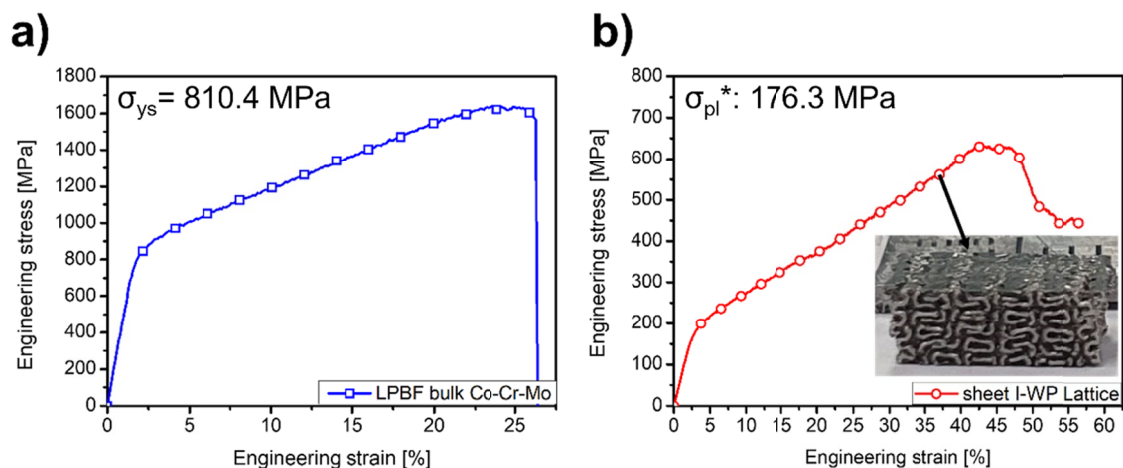 a)
σys= 810.4 MPa
1800
1600
1400
1200
1000
800
600
400
200
0
Engineering stress [MPa]
LPBF bulk Co-Cr-Mo
0 5 10 15 20 25
Engineering strain [%]
b)
σpl*: 176.3 MPa
800
700
600
500
400
300
200
100
0
Engineering stress [MPa]
sheet I-WP Lattice
0 5 10 15 20 25 30 35 40 45 50 55 60
Engineering strain [%]